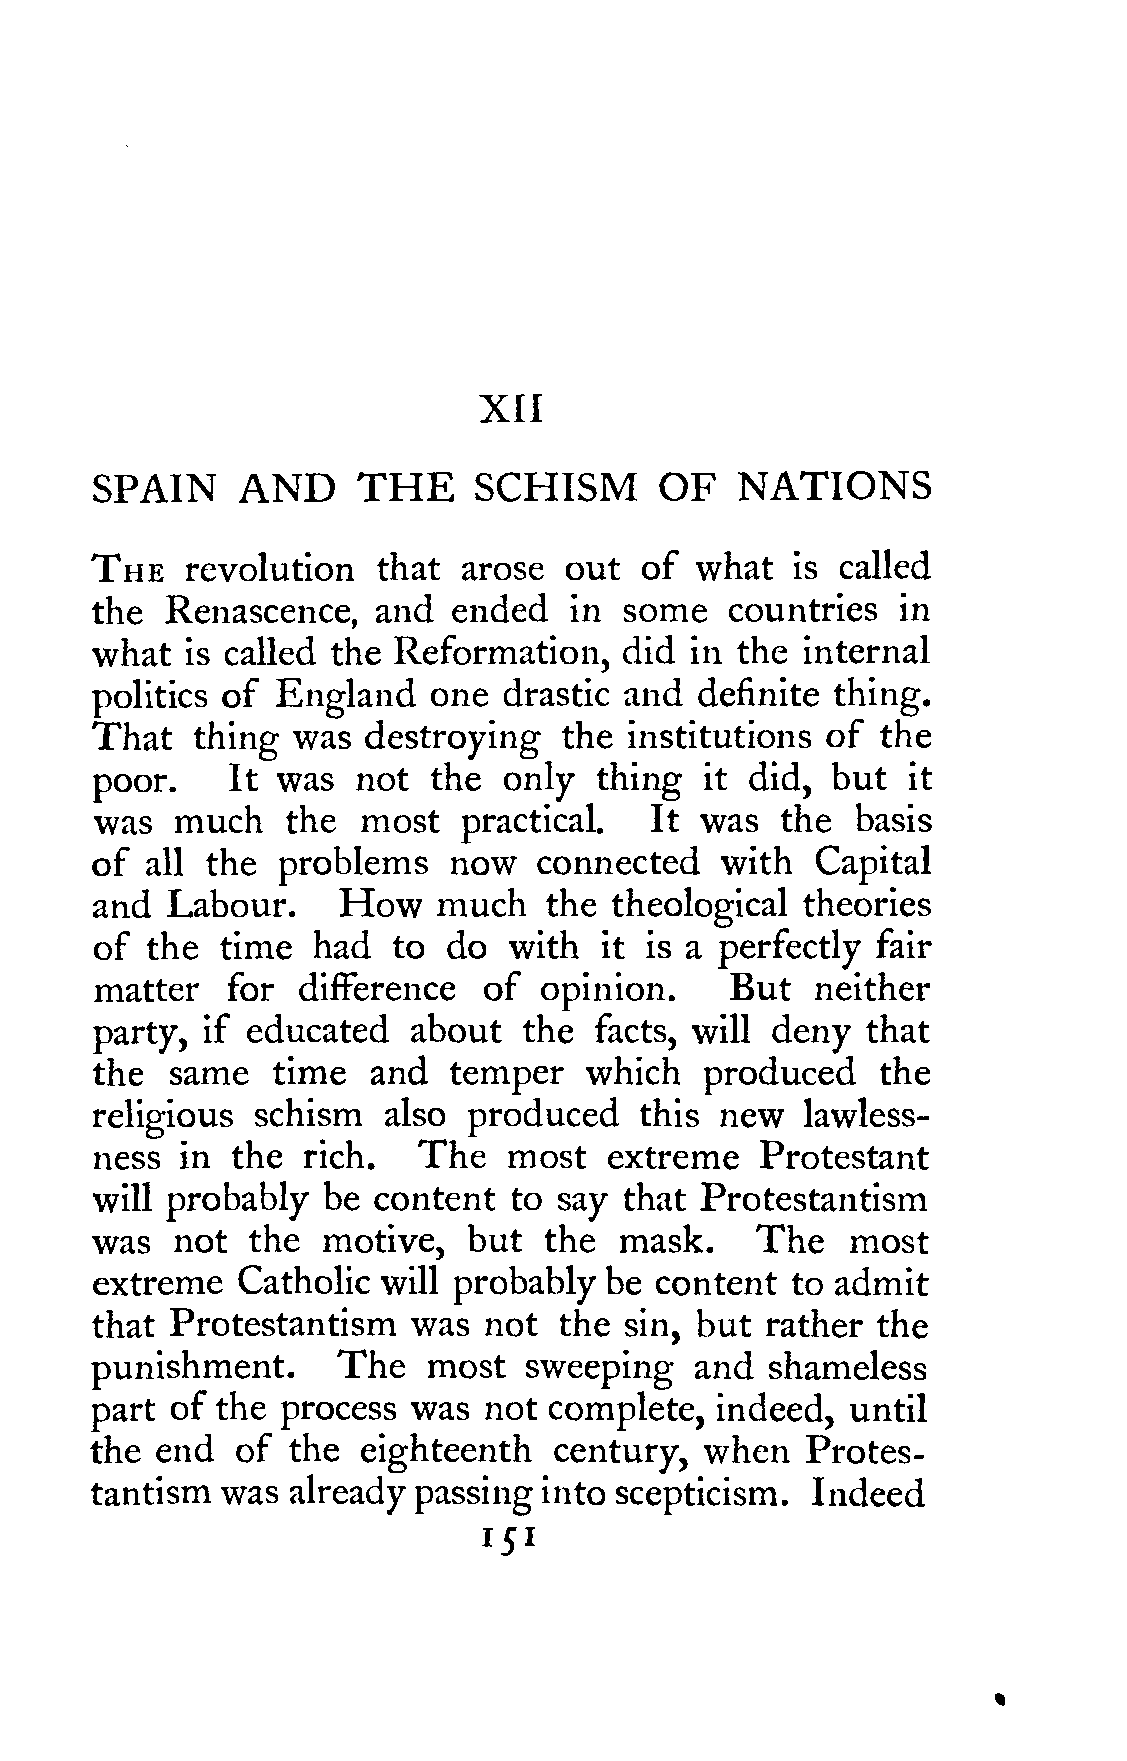 XII
SPAIN AND THE SCHISM OF NATIONS
THE revolution that arose out of what is called
the Renascence, and ended in some countries in
what is called the Reformation, did in the internal
politics of England one drastic and definite thing.
That thing was destroying the institutions of the
poor. It was not the only thing it did, but it
was much the most practical. It was the basis
of all the problems now connected with Capital
and Labour. How much the theological theories
of the time had to do with it is a perfectly fair
matter for difference of opinion. But neither
party, if educated about the facts, will deny that
the same time and temper which produced the
religious schism also produced this new lawless-
ness in the rich. The most extreme Protestant
will probably be content to say that Protestantism
was not the motive, but the mask. The most
extreme Catholic will probably be content to admit
that Protestantism was not the sin, but rather the
punishment. The most sweeping and shameless
part of the process was not complete, indeed, until
the end of the eighteenth century, when Protes-
tantism was already passing into scepticism. Indeed
151